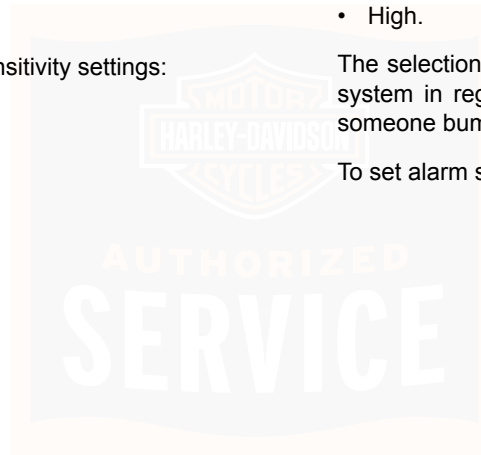 • High.
nsitivity settings:
The selection
system in reg
someone bum
To set alarm s
MOTOR
HARLEY-DAVIDSON
CYCLES
AUTHORIZED
SERVICE